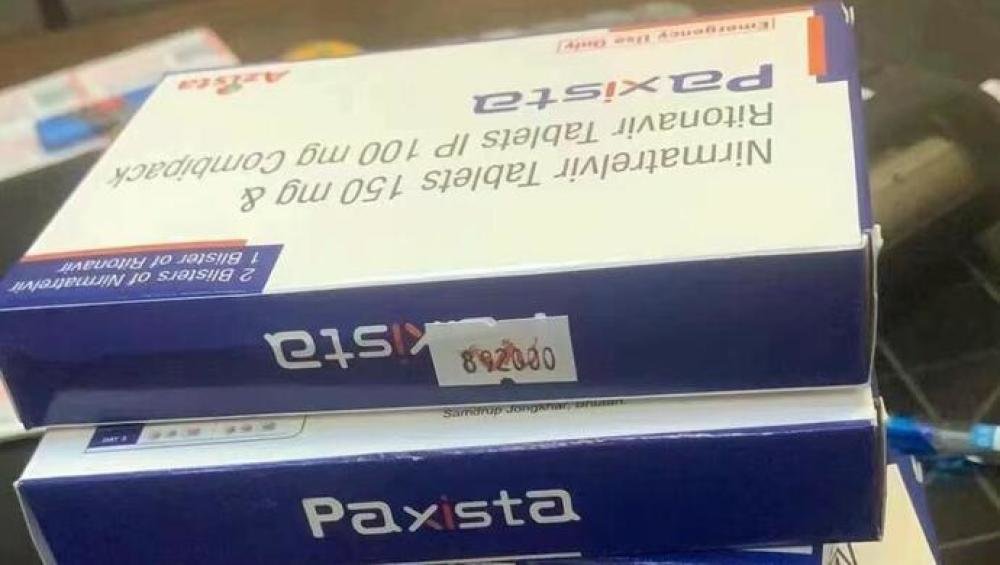 [Emergency Use Only]
Azista
Paxista
Nirmatrelvir Tablets 150 mg &
Ritonavir Tablets IP 100 mg Combipack
2 Blisters of Nirmatrelvir
1 Blister of Ritonavir
Paxista
892000
Samdrup Jongkhar, Bhutan.
Paxista